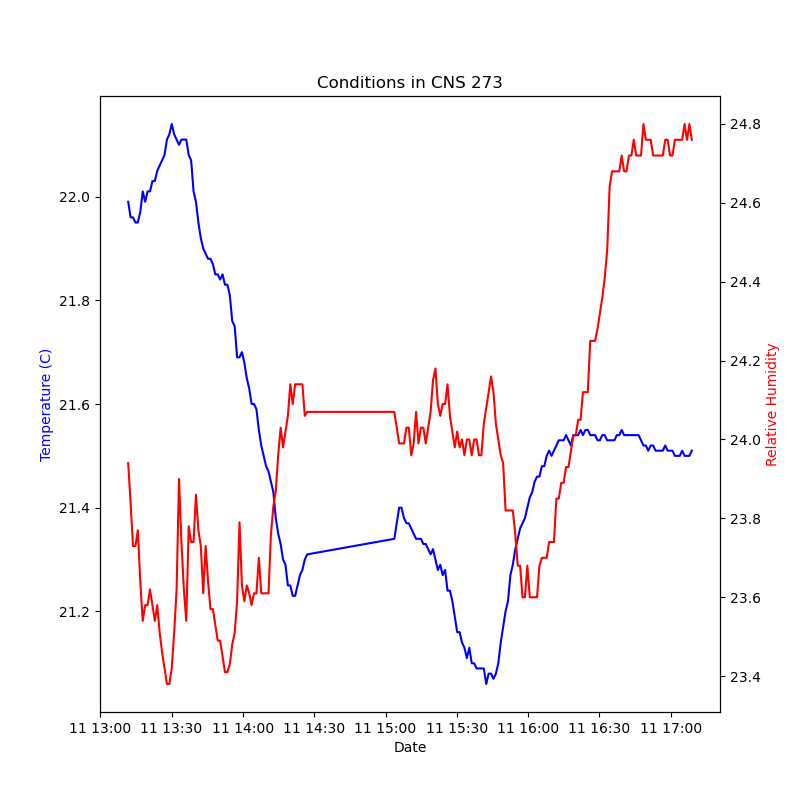 Conditions in CNS 273
Temperature (C)
22.0
21.8
21.6
21.4
21.2
24.8
24.6
24.4
24.2
24.0
23.8
23.6
23.4
Relative Humidity
11 13:00 11 13:30 11 14:00 11 14:30 11 15:00 11 15:30 11 16:00 11 16:30 11 17:00
Date